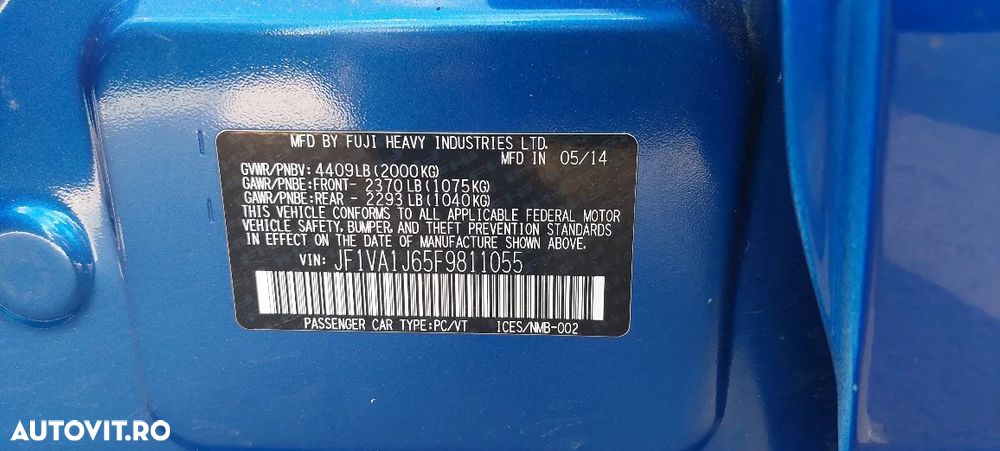 MFD BY FUJI HEAVY INDUSTRIES LTD.
MFD IN 05/14
GVWR/PNBV: 4409LB(2000KG)
GAWR/PNBE: FRONT- 2370LB(1075KG)
GAWR/PNBE: REAR - 2293LB(1040KG)
THIS VEHICLE CONFORMS TO ALL APPLICABLE FEDERAL MOTOR
VEHICLE SAFETY, BUMPER, AND THEFT PREVENTION STANDARDS
IN EFFECT ON THE DATE OF MANUFACTURE SHOWN ABOVE.
VIN: JF1VA1J65F9811055
PASSENGER CAR TYPE:PC/VT ICES/NMB-002
AUTOVIT.RO